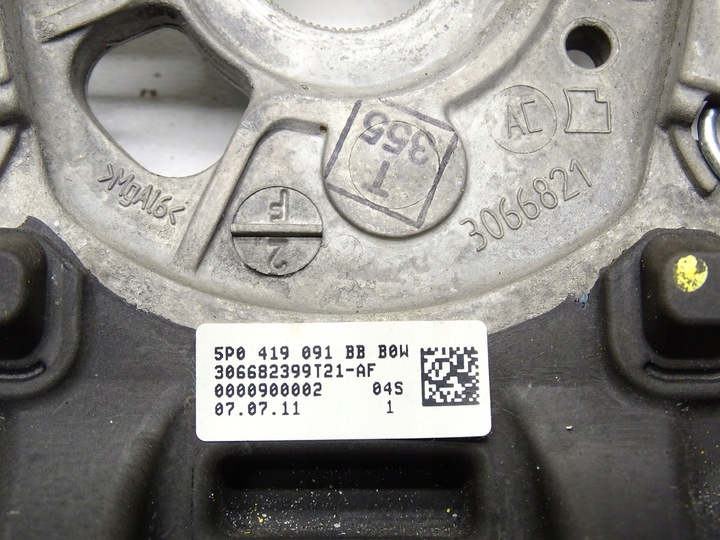 T
355
AC
3066821
>MgAl6<
2
F
5P0 419 091 BB B0W
306682399T21-AF
0000900002 04S
07.07.11 1